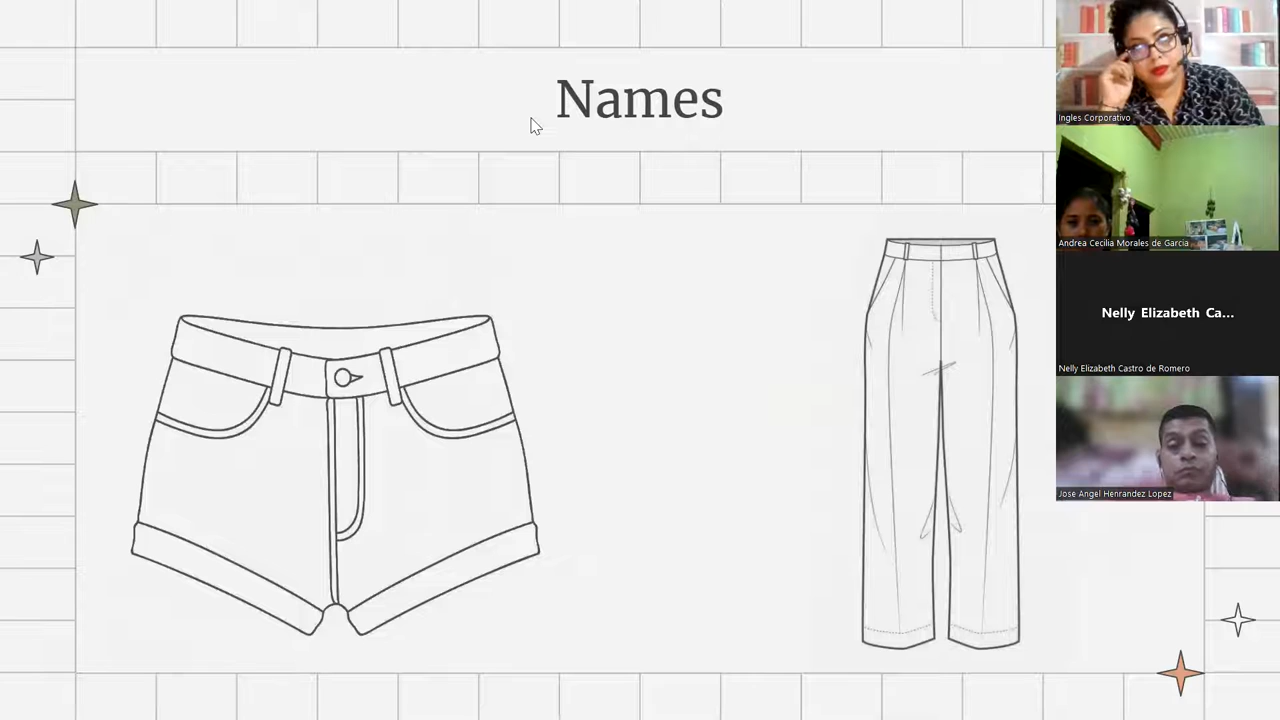 Names
Ingles Corporativo
Andrea Cecilia Morales de Garcia
Nelly Elizabeth Ca...
Nelly Elizabeth Castro de Romero
Jose Angel Henrandez Lopez